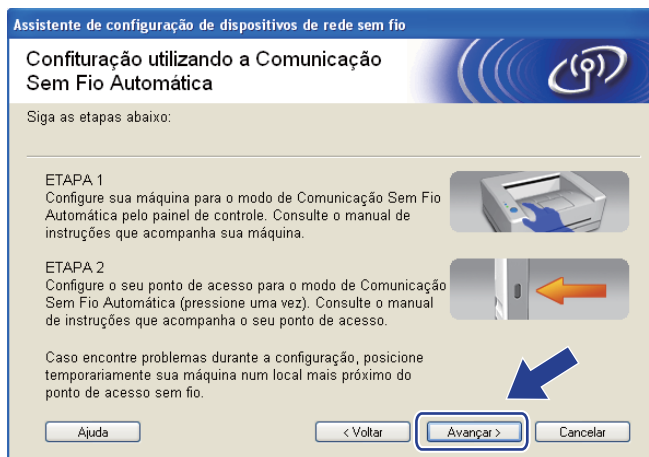 Assistente de configuração de dispositivos de rede sem fio
Confituração utilizando a Comunicação
Sem Fio Automática
Siga as etapas abaixo:
ETAPA 1
Configure sua máquina para o modo de Comunicação Sem Fio
Automática pelo painel de controle. Consulte o manual de
instruções que acompanha sua máquina.
ETAPA 2
Configure o seu ponto de acesso para o modo de Comunicação
Sem Fio Automática (pressione uma vez). Consulte o manual
de instruções que acompanha o seu ponto de acesso.
Caso encontre problemas durante a configuração, posicione
temporariamente sua máquina num local mais próximo do
ponto de acesso sem fio.
Ajuda < Voltar Avançar > Cancelar